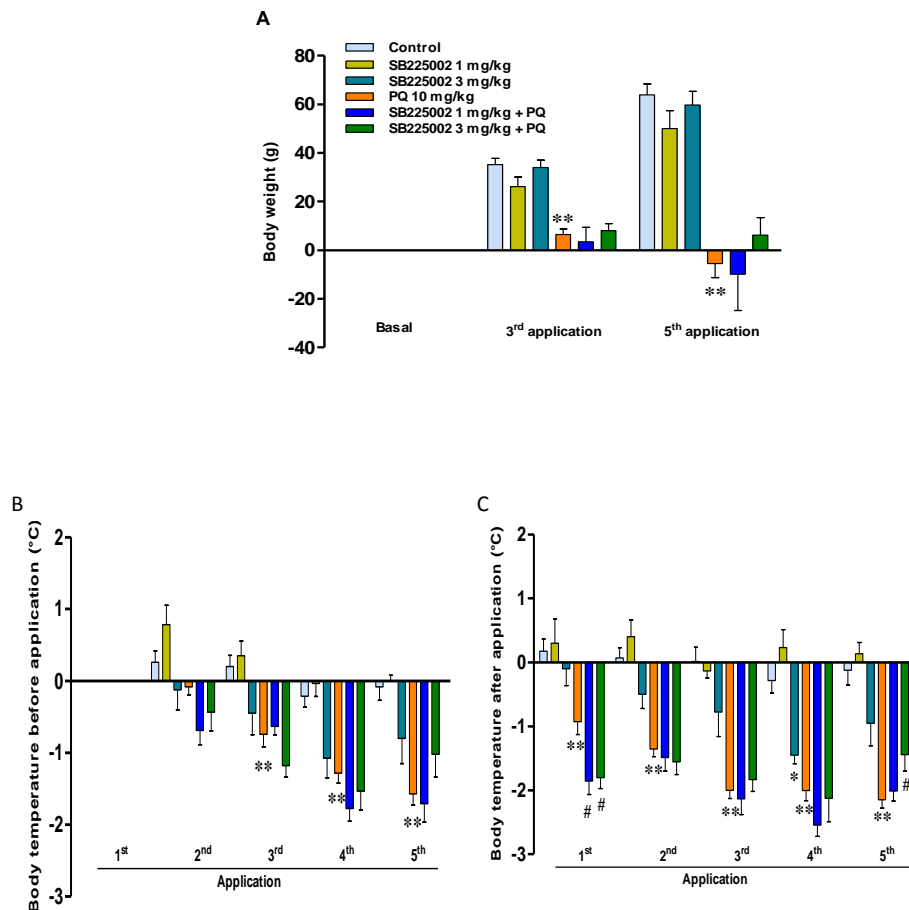 A
Control
SB225002 1 mg/kg
SB225002 3 mg/kg
PQ 10 mg/kg
SB225002 1 mg/kg + PQ
SB225002 3 mg/kg + PQ
Body weight (g)
80
60
40
20
0
-20
-40
**
**
Basal
3rd application
5th application
B
Body temperature before application (°C)
2
1
0
-1
-2
-3
**
**
**
1st
2nd
3rd
4th
5th
Application
C
Body temperature after application (°C)
2
1
0
-1
-2
-3
**
#
#
**
**
*
**
**
#
1st
2nd
3rd
4th
5th
Application